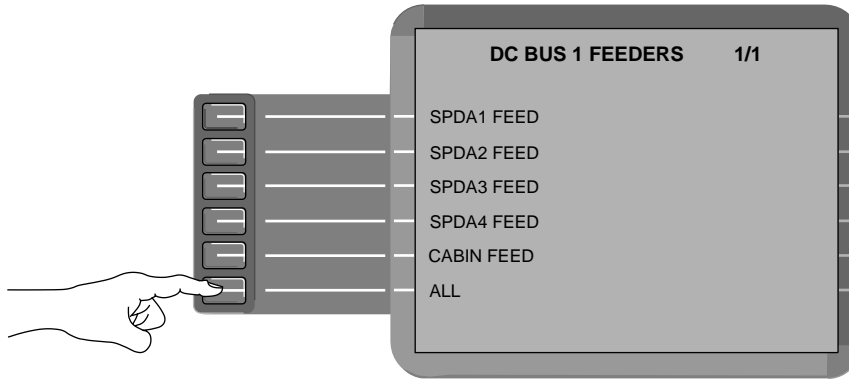 DC BUS 1 FEEDERS 1/1
SPDA1 FEED
SPDA2 FEED
SPDA3 FEED
SPDA4 FEED
CABIN FEED
ALL